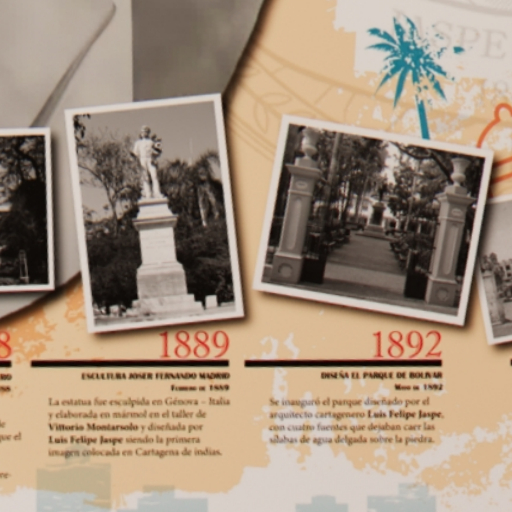 JASPE
8
1889
ESCULTURA JOSER FERNANDO MADRID
FEBRERO DE 1889
La estatua fue esculpida en Génova – Italia
y elaborada en mármol en el taller de
Vittorio Montarsolo y diseñada por
Luis Felipe Jaspe siendo la primera
imagen colocada en Cartagena de indias.
1892
DISEÑA EL PARQUE DE BOLIVAR
MAYO DE 1892
Se inauguró el parque diseñado por el
arquitecto cartagenero Luis Felipe Jaspe,
con cuatro fuentes que dejaban caer las
sílabas de agua delgada sobre la piedra.